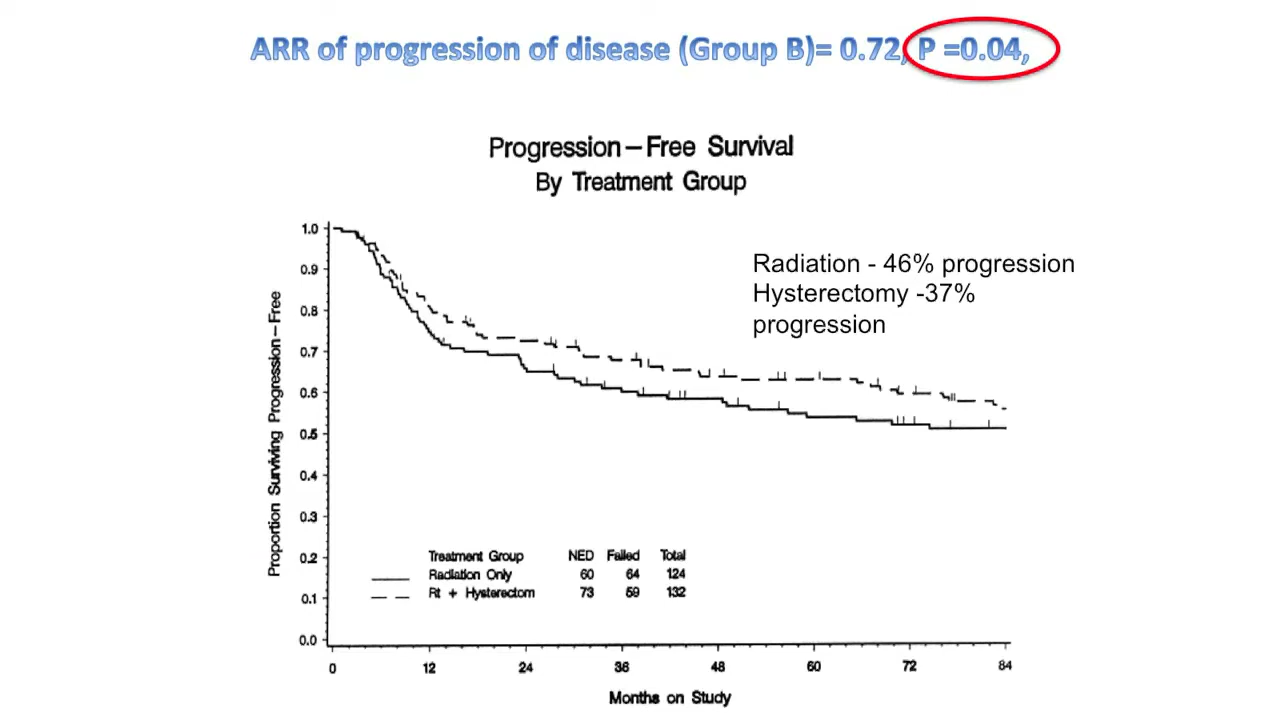 ARR of progression of disease (Group B)= 0.72, P =0.04,
Progression-Free Survival
By Treatment Group
Radiation - 46% progression
Hysterectomy -37%
progression
Proportion Surviving Progression-Free
1.0
0.9
0.8
0.7
0.6
0.5
0.4
0.3
0.2
0.1
0.0
Treatment Group NED Failed Total
Radiation Only 60 64 124
Rt + Hysterectom 73 59 132
0 12 24 36 48 60 72 84
Months on Study